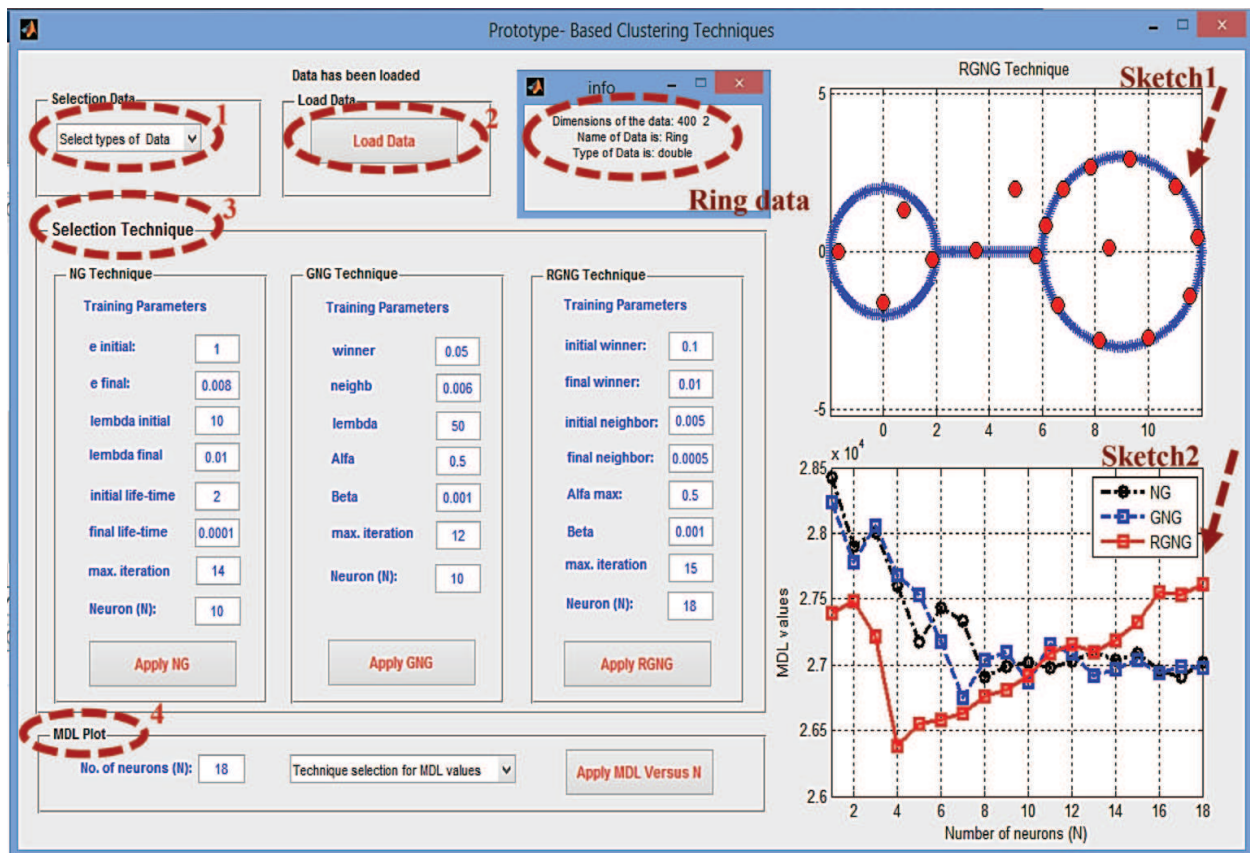 Prototype- Based Clustering Techniques
Data has been loaded
Selection Data
1
Select types of Data
Load Data
2
Load Data
info
Dimensions of the data: 400 2
Name of Data is: Ring
Type of Data is: double
Ring data
3
Selection Technique
NG Technique
Training Parameters
e initial: 1
e final: 0.008
lembda initial 10
lembda final 0.01
initial life-time 2
final life-time 0.0001
max. iteration 14
Neuron (N): 10
Apply NG
GNG Technique
Training Parameters
winner 0.05
neighb 0.006
lembda 50
Alfa 0.5
Beta 0.001
max. iteration 12
Neuron (N): 10
Apply GNG
RGNG Technique
Training Parameters
initial winner: 0.1
final winner: 0.01
initial neighbor: 0.005
final neighbor: 0.0005
Alfa max: 0.5
Beta 0.001
max. iteration 15
Neuron (N): 18
Apply RGNG
4
MDL Plot
No. of neurons (N): 18
Technique selection for MDL values
Apply MDL Versus N
RGNG Technique
Sketch1
5
0
-5
0 2 4 6 8 10
Sketch2
x 10^4
2.85
2.8
2.75
2.7
2.65
2.6
MDL values
NG
GNG
RGNG
2 4 6 8 10 12 14 16 18
Number of neurons (N)